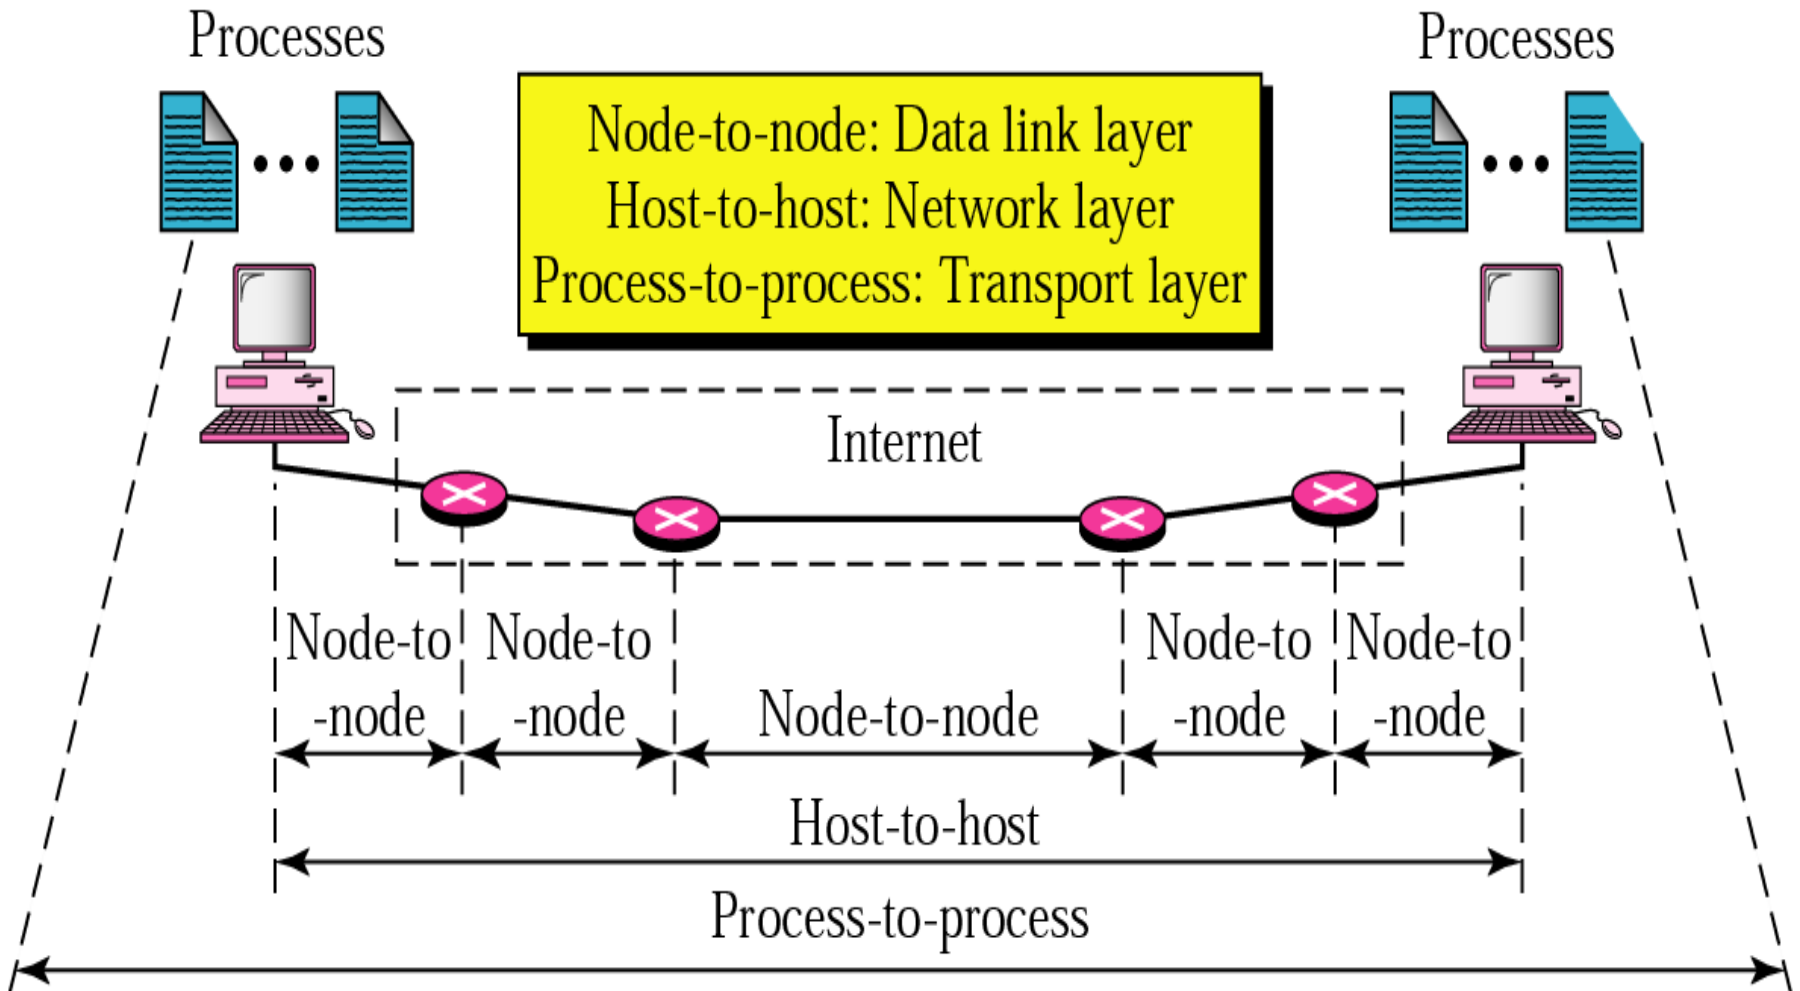 Processes
Processes
Node-to-node: Data link layer
Host-to-host: Network layer
Process-to-process: Transport layer
Internet
Node-to
-node
Node-to
-node
Node-to-node
Node-to
-node
Node-to
-node
Host-to-host
Process-to-process